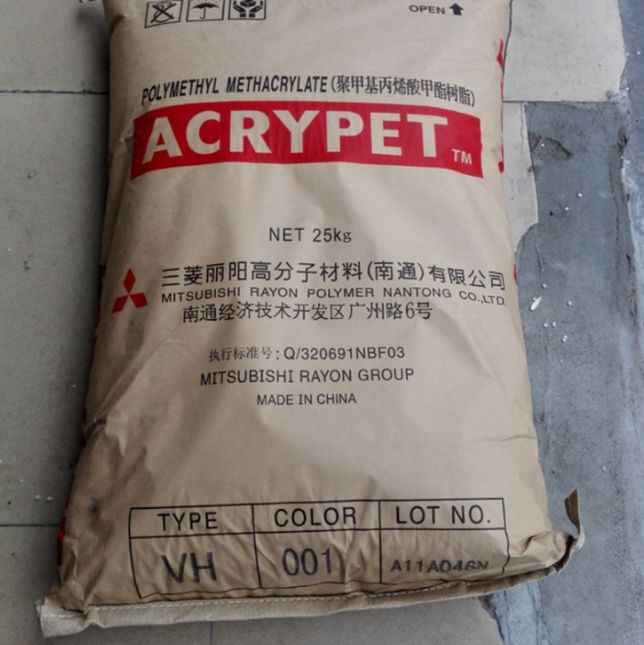 OPEN
POLYMETHYL METHACRYLATE (聚甲基丙烯酸甲酯树脂)
ACRYPET TM
NET 25kg
三菱丽阳高分子材料(南通)有限公司
MITSUBISHI RAYON POLYMER NANTONG CO.,LTD.
南通经济技术开发区广州路6号
执行标准号:Q/320691NBF03
MITSUBISHI RAYON GROUP
MADE IN CHINA
TYPE COLOR LOT NO.
VH 001 A11A046N